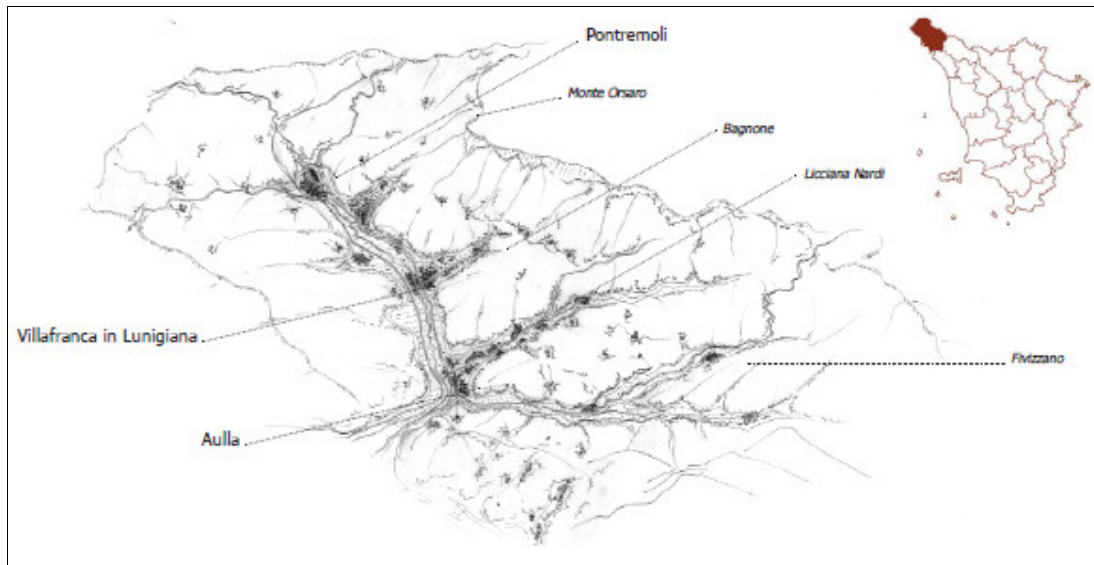 Pontremoli
Monte Orsaro
Bagnone
Licciana Nardi
Villafranca in Lunigiana
Fivizzano
Aulla